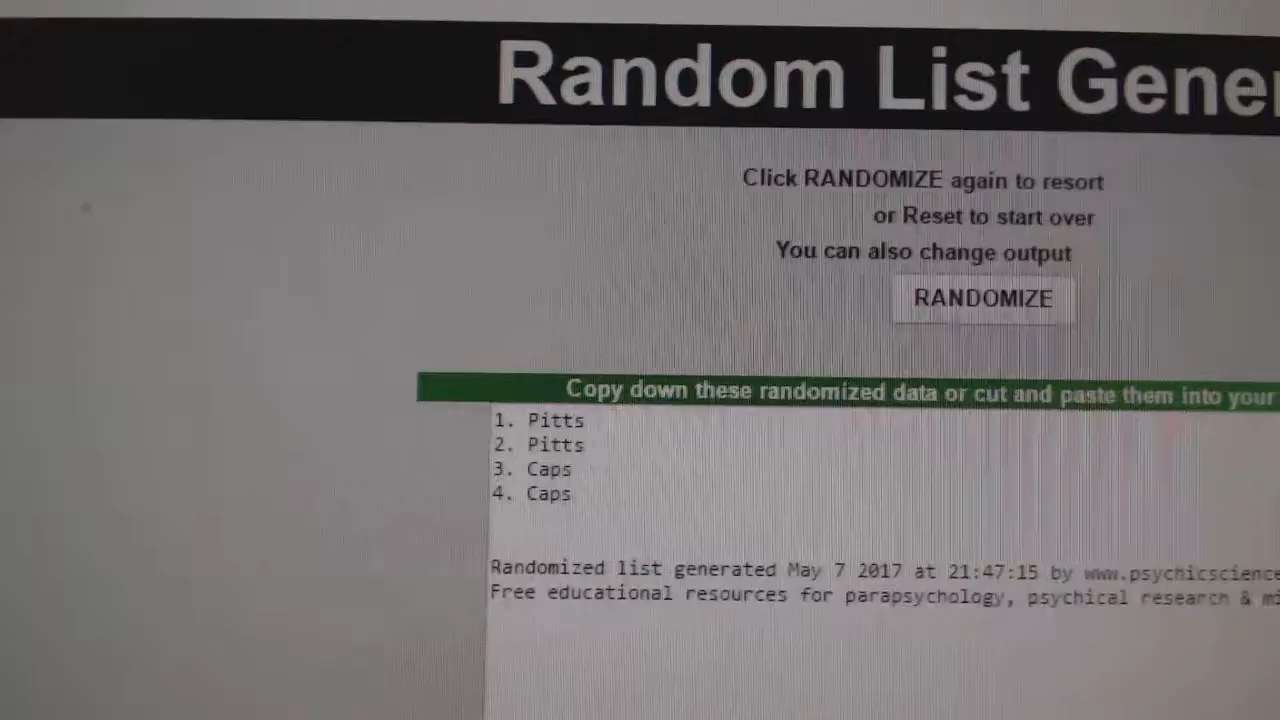 Random List Gene
Click RANDOMIZE again to resort
or Reset to start over
You can also change output
RANDOMIZE
Copy down these randomized data or cut and paste them into your
1. Pitts
2. Pitts
3. Caps
4. Caps
Randomized list generated May 7 2017 at 21:47:15 by www.psychicscience
Free educational resources for parapsychology, psychical research & mi